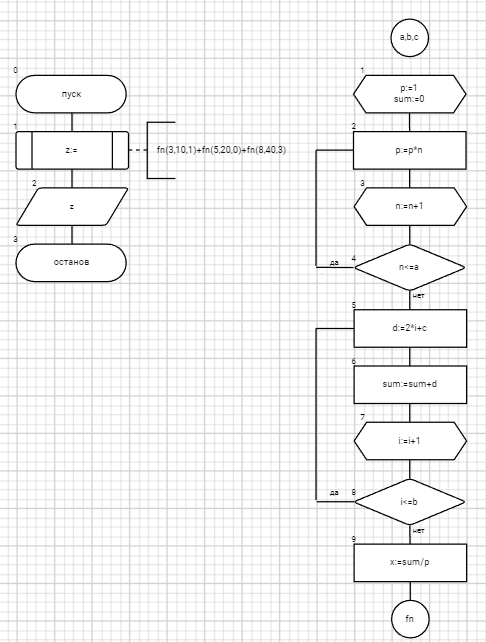 0
пуск
1
z:=
fn(3,10,1)+fn(5,20,0)+fn(8,40,3)
2
z
3
останов
a,b,c
1
p:=1
sum:=0
2
p:=p*n
3
n:=n+1
4
n<=a
да
нет
5
d:=2*i+c
6
sum:=sum+d
7
i:=i+1
8
i<=b
да
нет
9
x:=sum/p
fn